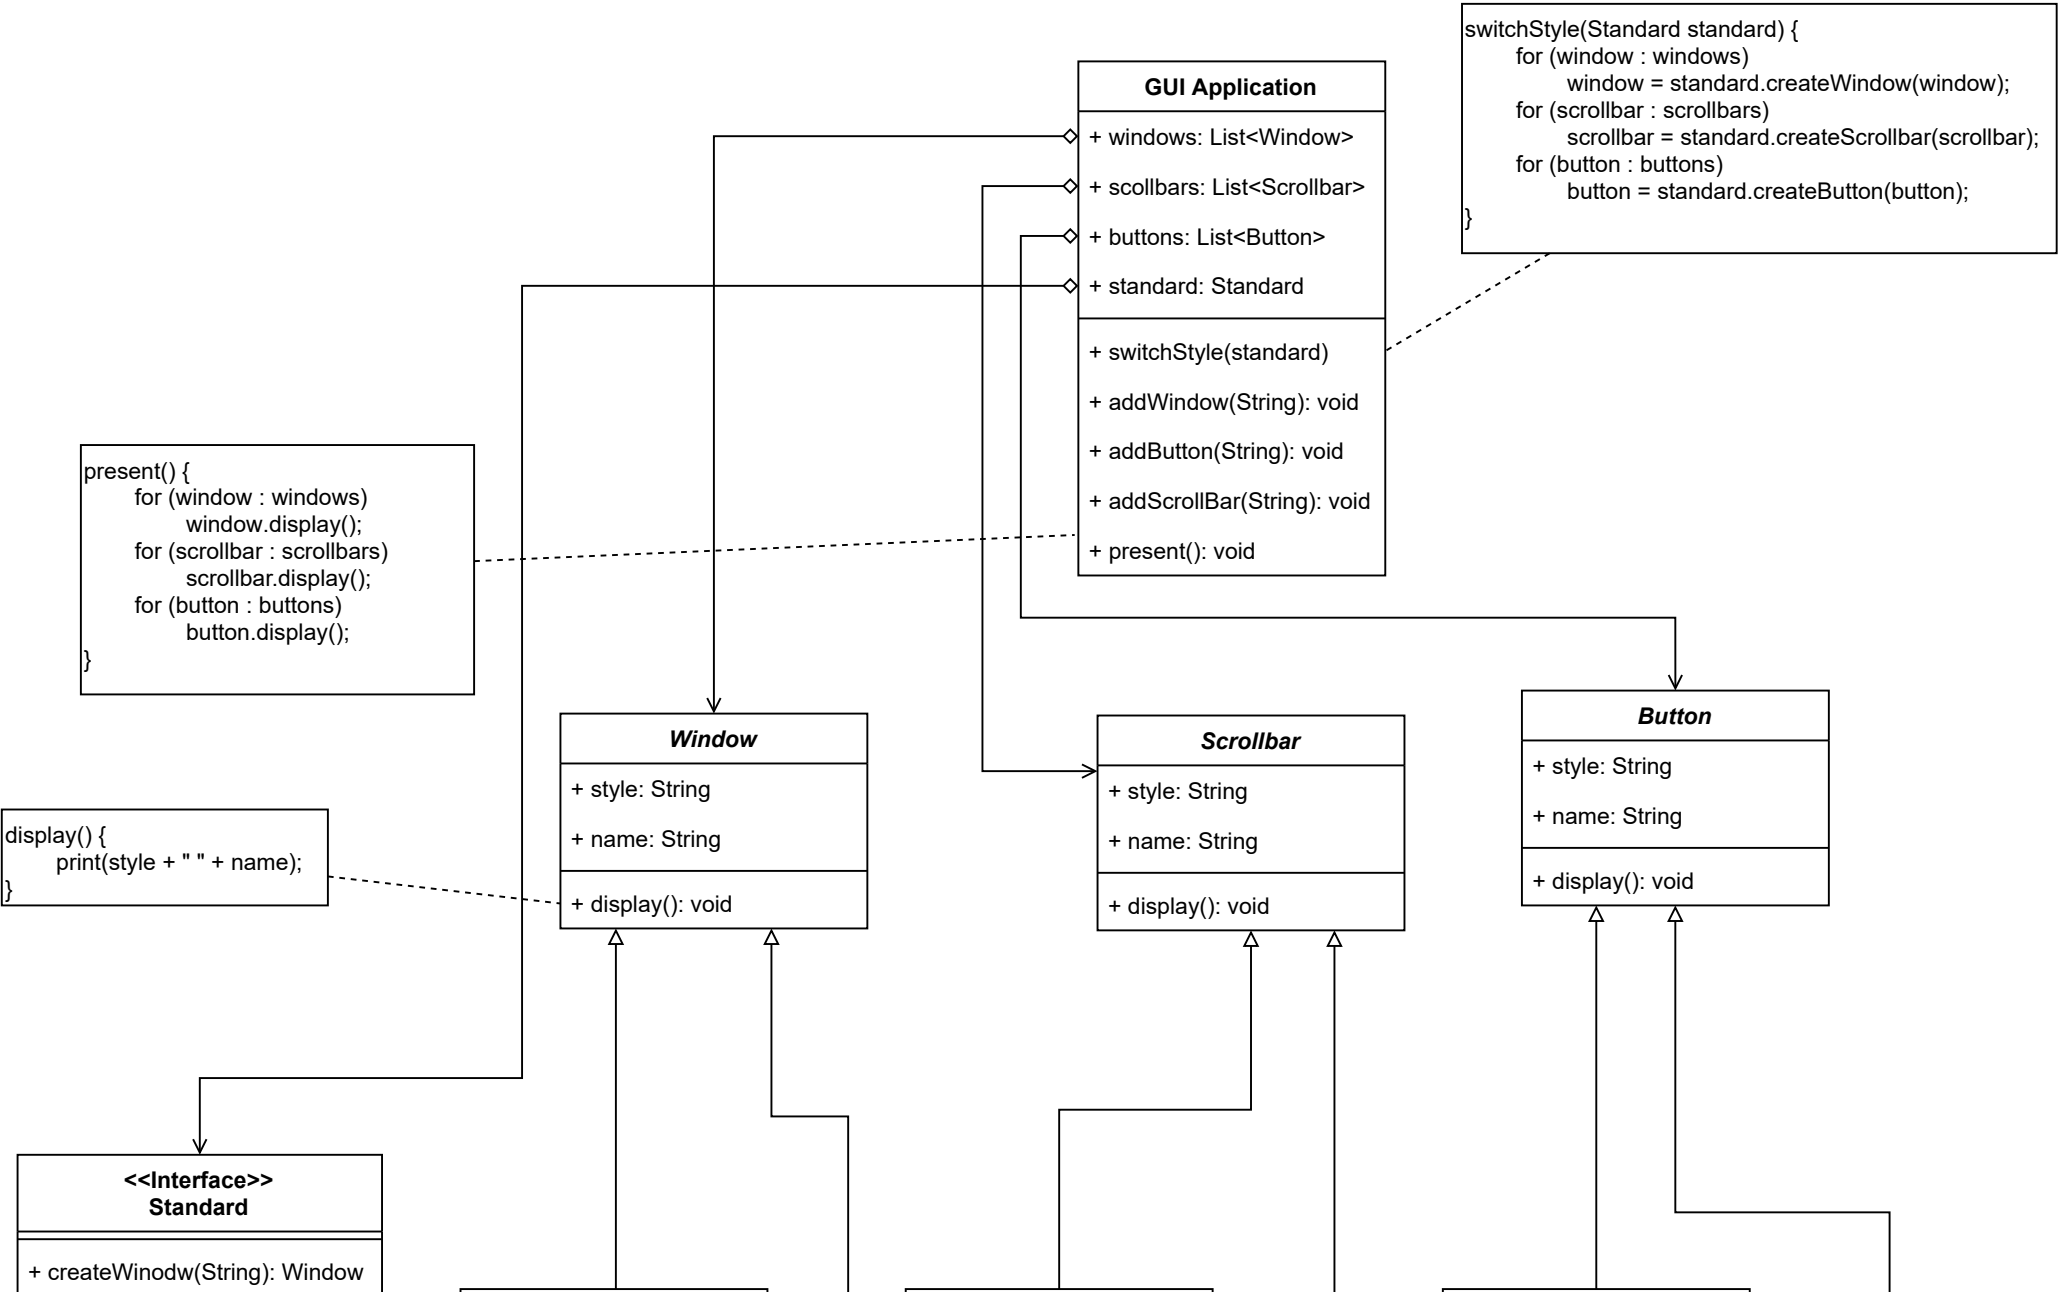 switchStyle(Standard standard) {
for (window : windows)
window = standard.createWindow(window);
for (scrollbar : scrollbars)
scrollbar = standard.createScrollbar(scrollbar);
for (button : buttons)
button = standard.createButton(button);
}
GUI Application
+ windows: List<Window>
+ scollbars: List<Scrollbar>
+ buttons: List<Button>
+ standard: Standard
+ switchStyle(standard)
+ addWindow(String): void
+ addButton(String): void
+ addScrollBar(String): void
+ present(): void
present() {
for (window : windows)
window.display();
for (scrollbar : scrollbars)
scrollbar.display();
for (button : buttons)
button.display();
}
Window
+ style: String
+ name: String
+ display(): void
Scrollbar
+ style: String
+ name: String
+ display(): void
Button
+ style: String
+ name: String
+ display(): void
display() {
print(style + " " + name);
}
<<Interface>>
Standard
+ createWinodw(String): Window